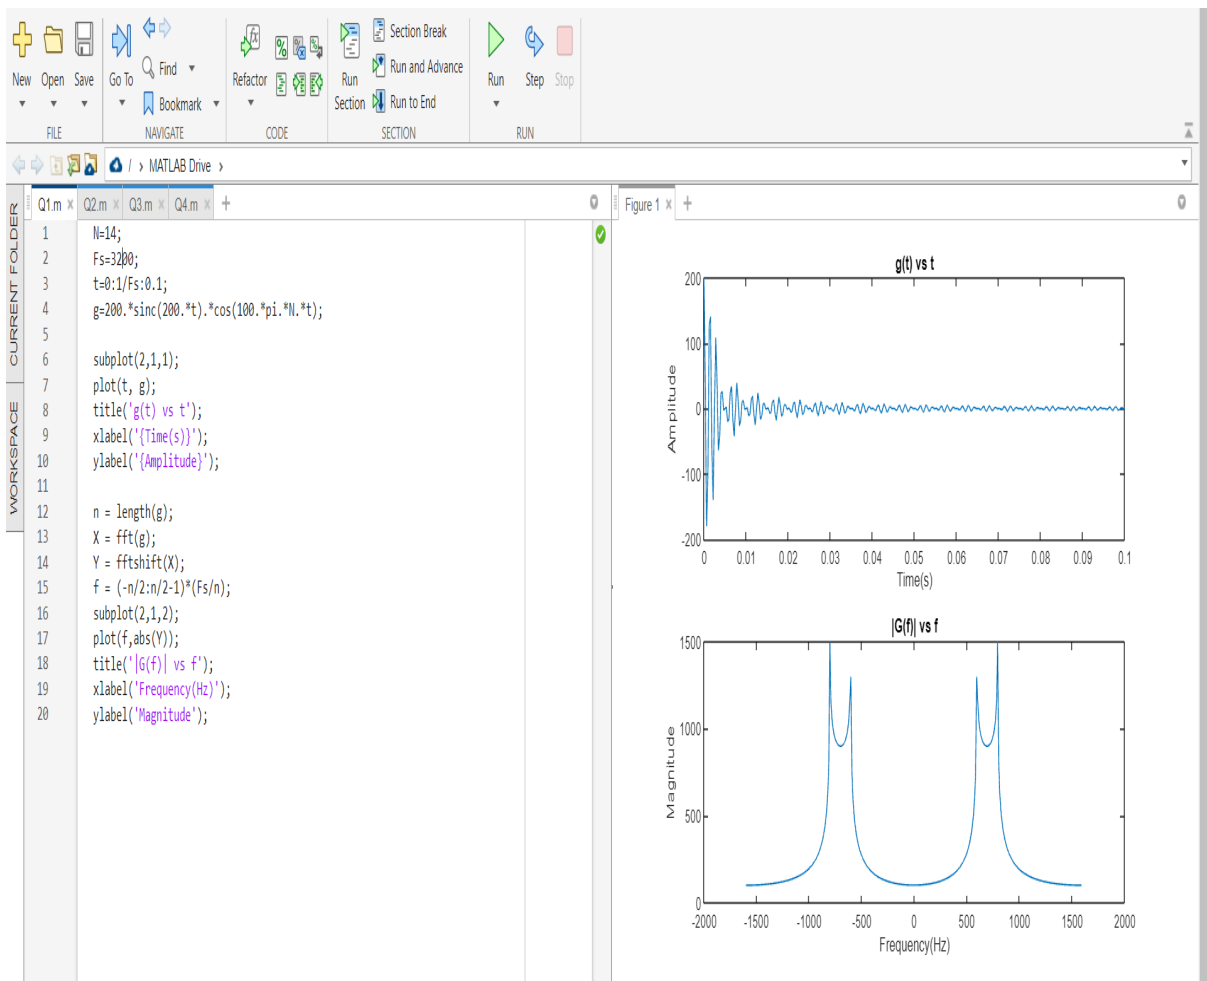 New Open Save
FILE
Go To
Find
Bookmark
NAVIGATE
Refactor
CODE
Run Section
Section Break
Run and Advance
Run to End
SECTION
Run Step Stop
RUN
/ › MATLAB Drive ›
CURRENT FOLDER
WORKSPACE
Q1.m × Q2.m × Q3.m × Q4.m × +
1 N=14;
2 Fs=3200;
3 t=0:1/Fs:0.1;
4 g=200.*sinc(200.*t).*cos(100.*pi.*N.*t);
5
6 subplot(2,1,1);
7 plot(t, g);
8 title('g(t) vs t');
9 xlabel('{Time(s)}');
10 ylabel('{Amplitude}');
11
12 n = length(g);
13 X = fft(g);
14 Y = fftshift(X);
15 f = (-n/2:n/2-1)*(Fs/n);
16 subplot(2,1,2);
17 plot(f,abs(Y));
18 title('|G(f)| vs f');
19 xlabel('Frequency(Hz)');
20 ylabel('Magnitude');
Figure 1 × +
g(t) vs t
Amplitude
200
100
0
-100
-200
0 0.01 0.02 0.03 0.04 0.05 0.06 0.07 0.08 0.09 0.1
Time(s)
|G(f)| vs f
Magnitude
1500
1000
500
0
-2000 -1500 -1000 -500 0 500 1000 1500 2000
Frequency(Hz)